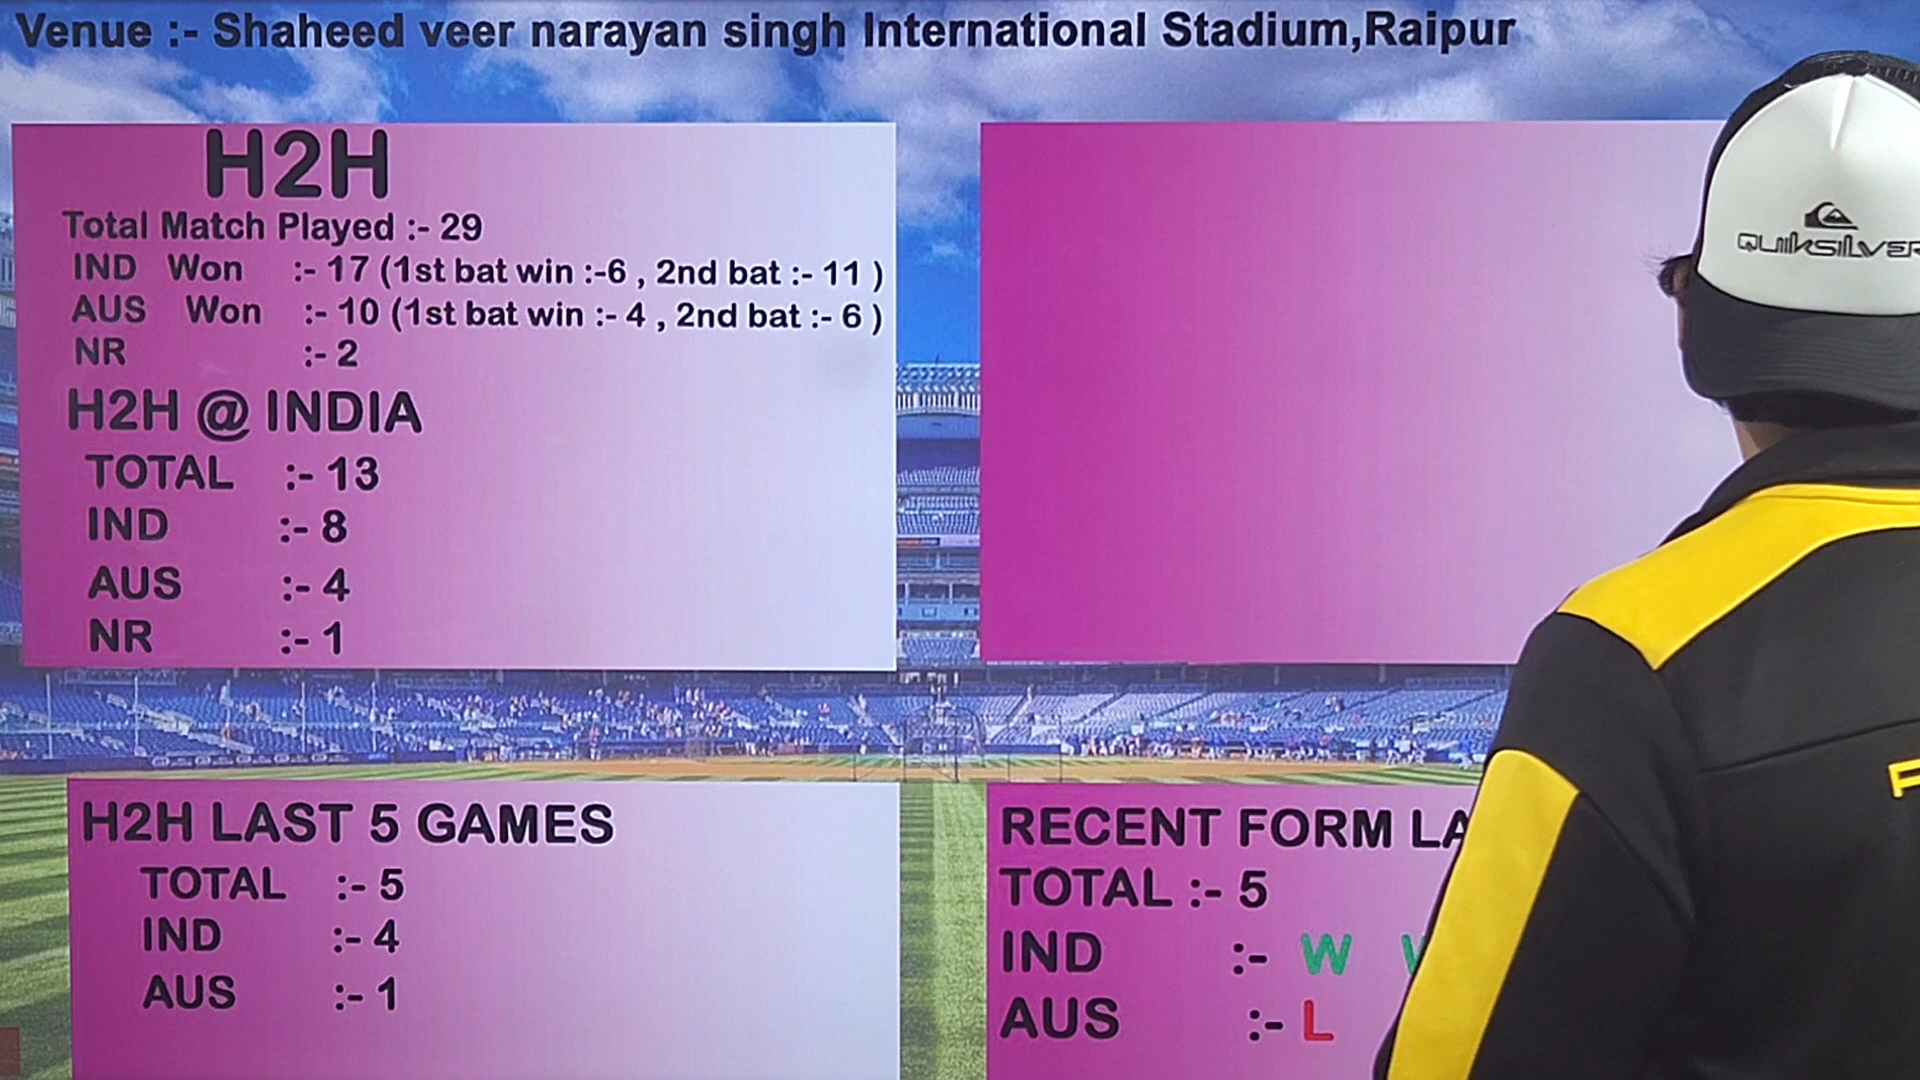 Venue :- Shaheed veer narayan singh International Stadium,Raipur
H2H
Total Match Played :- 29
IND Won :- 17 (1st bat win :-6 , 2nd bat :- 11 )
AUS Won :- 10 (1st bat win :- 4 , 2nd bat :- 6 )
NR :- 2
H2H @ INDIA
TOTAL :- 13
IND :- 8
AUS :- 4
NR :- 1
H2H LAST 5 GAMES
TOTAL :- 5
IND :- 4
AUS :- 1
RECENT FORM
TOTAL :- 5
IND :- W
AUS :- L
QUIKSILVER